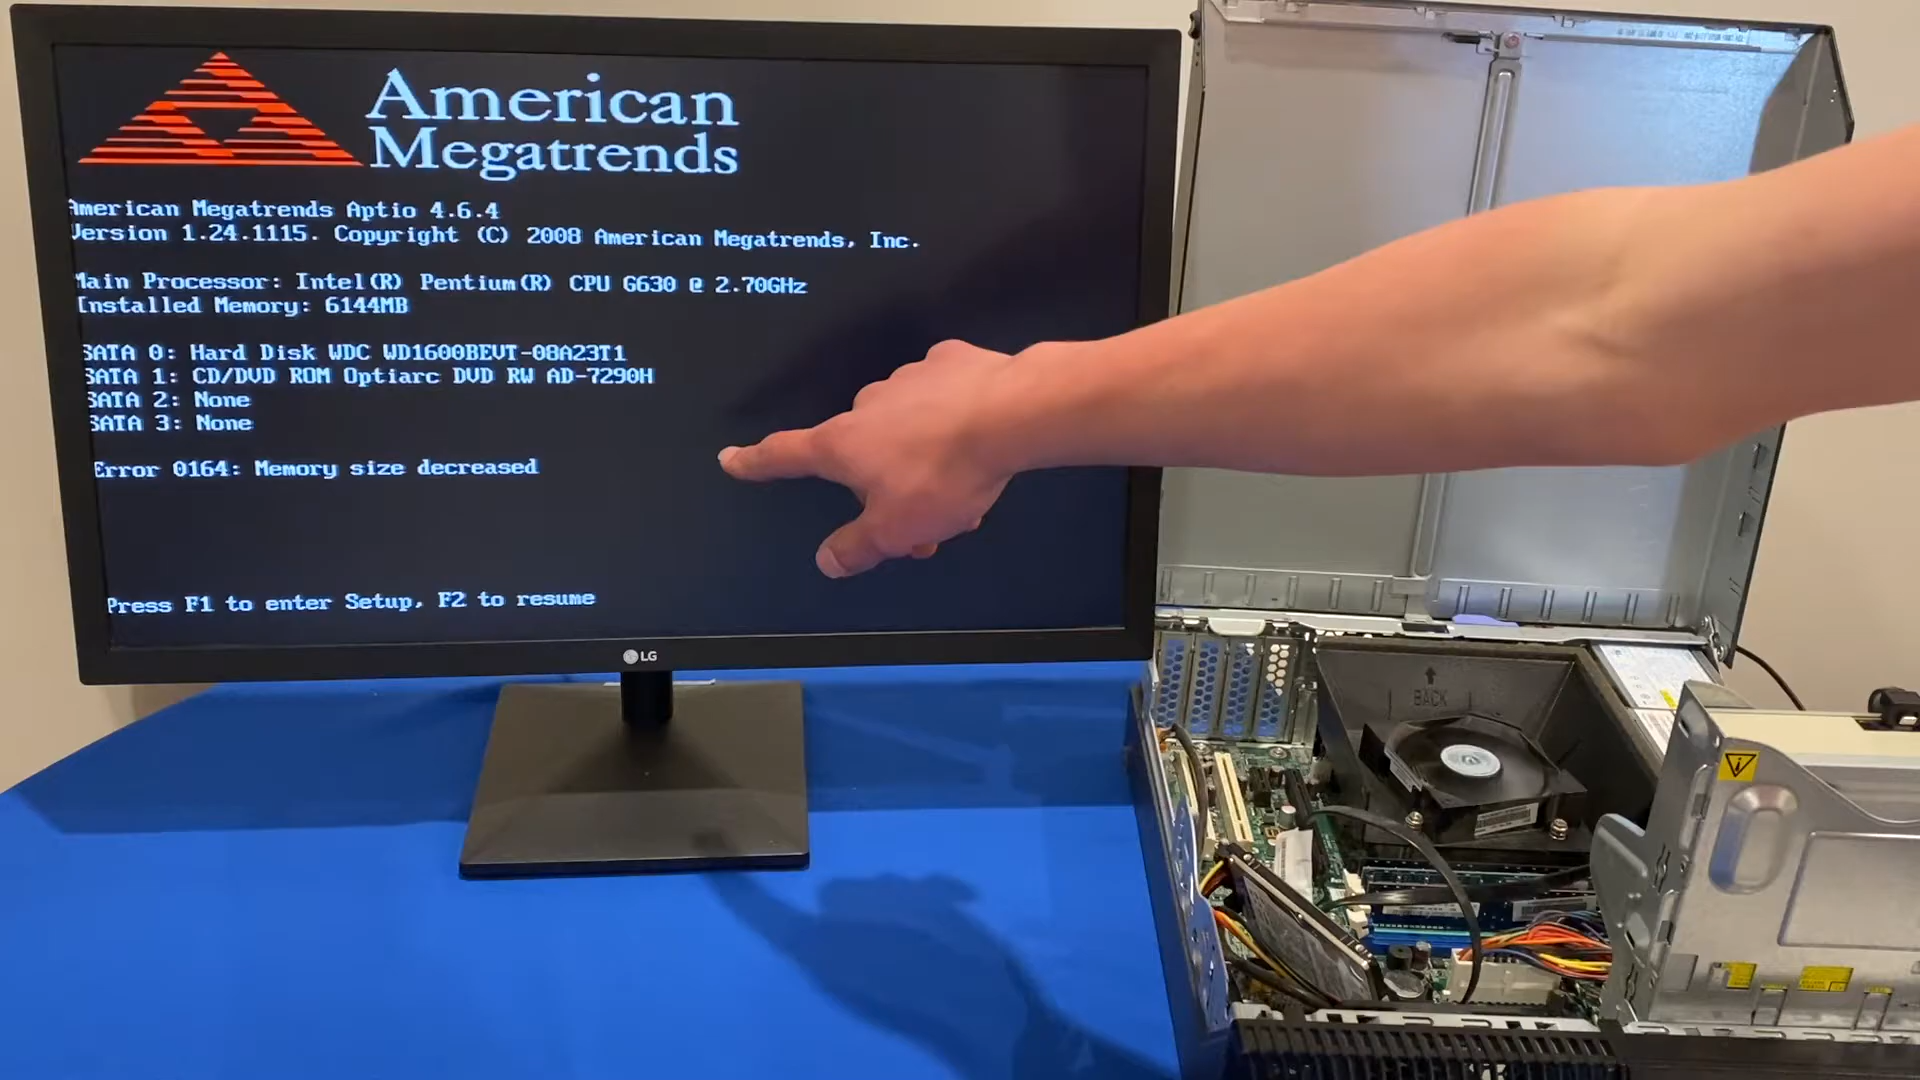 American
Megatrends
American Megatrends Aptio 4.6.4
Version 1.24.1115. Copyright (C) 2008 American Megatrends, Inc.
Main Processor: Intel(R) Pentium(R) CPU G630 @ 2.70GHz
Installed Memory: 6144MB
SATA 0: Hard Disk WDC WD1600BEVT-08A23T1
SATA 1: CD/DVD ROM Optiarc DVD RW AD-7290H
SATA 2: None
SATA 3: None
Error 0164: Memory size decreased
Press F1 to enter Setup, F2 to resume
LG
BACK